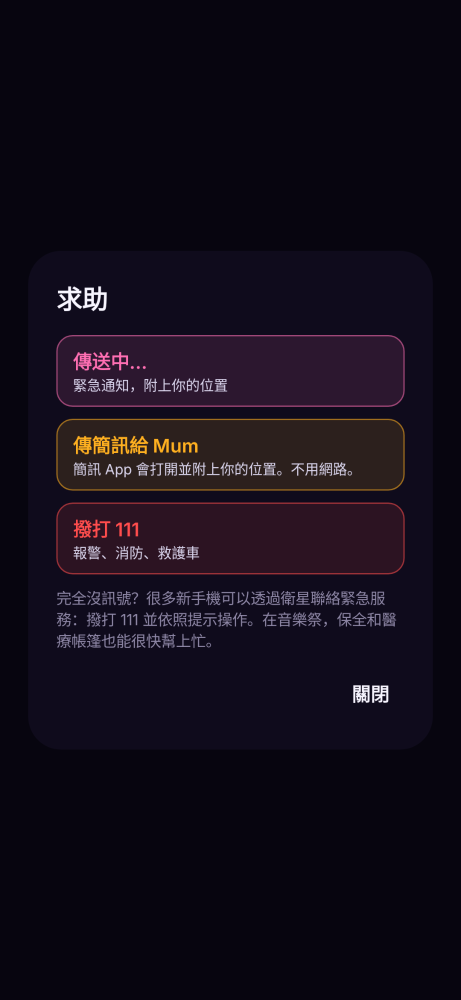 求助
傳送中…
緊急通知，附上你的位置
傳簡訊給 Mum
簡訊 App 會打開並附上你的位置。不用網路。
撥打 111
報警、消防、救護車
完全沒訊號？很多新手機可以透過衛星聯絡緊急服
務：撥打 111 並依照提示操作。在音樂祭，保全和醫
療帳篷也能很快幫上忙。
關閉